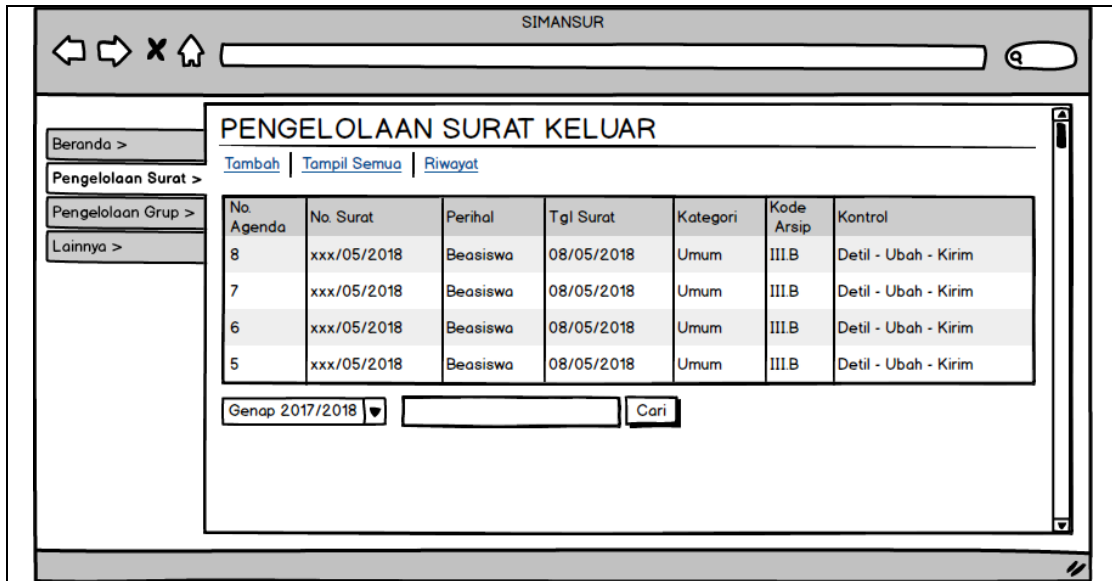 SIMANSUR
Beranda >
Pengelolaan Surat >
Pengelolaan Grup >
Lainnya >
PENGELOLAAN SURAT KELUAR
Tambah | Tampil Semua | Riwayat
No. Agenda No. Surat Perihal Tgl Surat Kategori Kode Arsip Kontrol
8 xxx/05/2018 Beasiswa 08/05/2018 Umum III.B Detil - Ubah - Kirim
7 xxx/05/2018 Beasiswa 08/05/2018 Umum III.B Detil - Ubah - Kirim
6 xxx/05/2018 Beasiswa 08/05/2018 Umum III.B Detil - Ubah - Kirim
5 xxx/05/2018 Beasiswa 08/05/2018 Umum III.B Detil - Ubah - Kirim
Genap 2017/2018 Cari